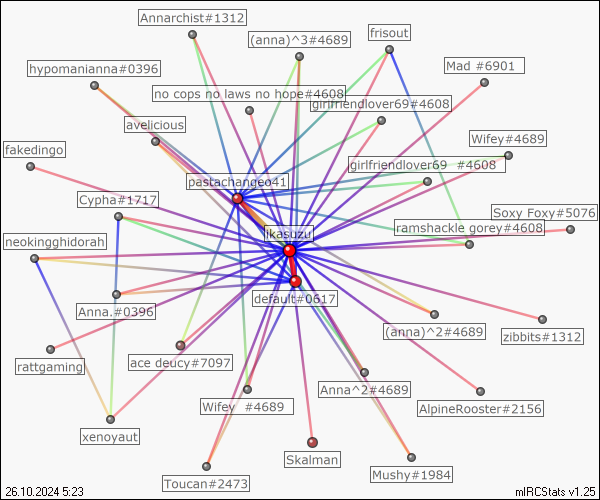 Annarchist#1312
(anna)^3#4689
frisout
hypomanianna#0396
Mad #6901
no cops no laws no hope#4608
girlfriendlover69#4608
avelicious
Wifey#4689
fakedingo
girlfriendlover69 #4608
pastachangeo41
Cypha#1717
Soxy Foxy#5076
ramshackle gorey#4608
neokingghidorah
ikasuzu
default#0617
Anna.#0396
(anna)^2#4689
zibbits#1312
rattgaming
ace deucy#7097
Anna^2#4689
Wifey #4689
AlpineRooster#2156
xenoyaut
Skalman
Toucan#2473
Mushy#1984
26.10.2024 5:23
mIRCStats v1.25